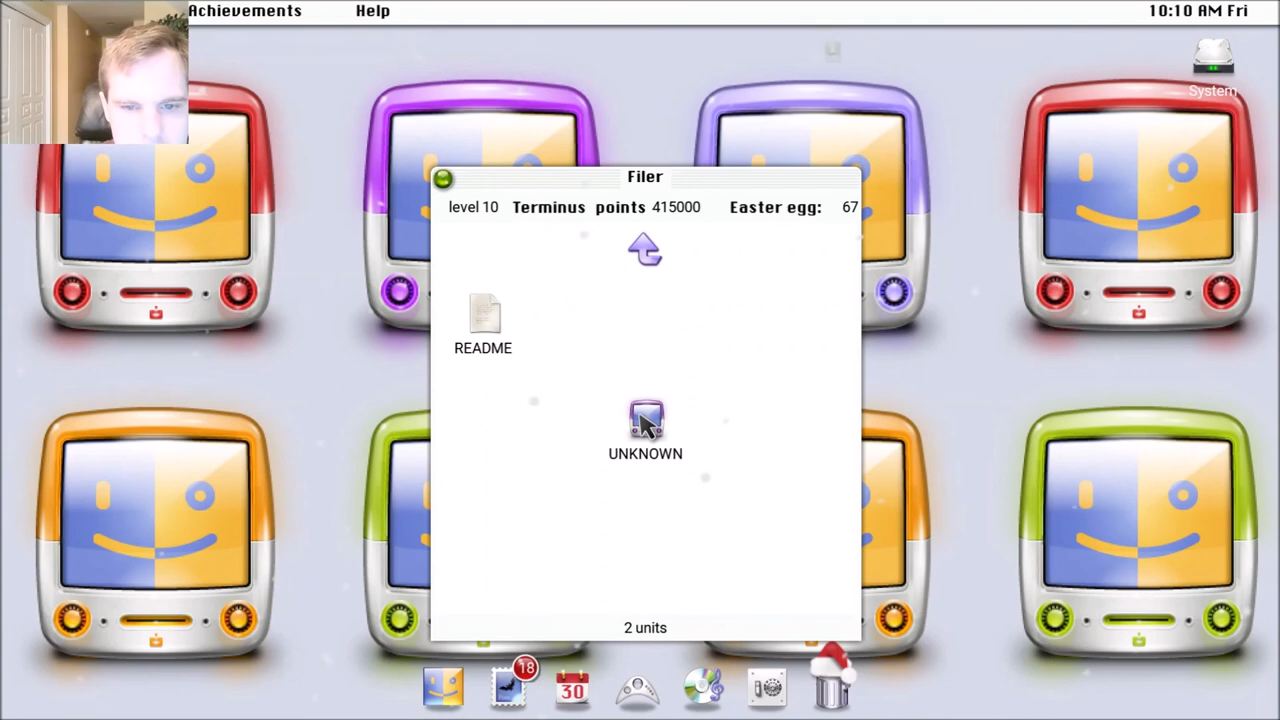 Achievements Help 10:10 AM Fri
System
Filer
level 10 Terminus points 415000 Easter egg: 67
README
UNKNOWN
2 units
18
30